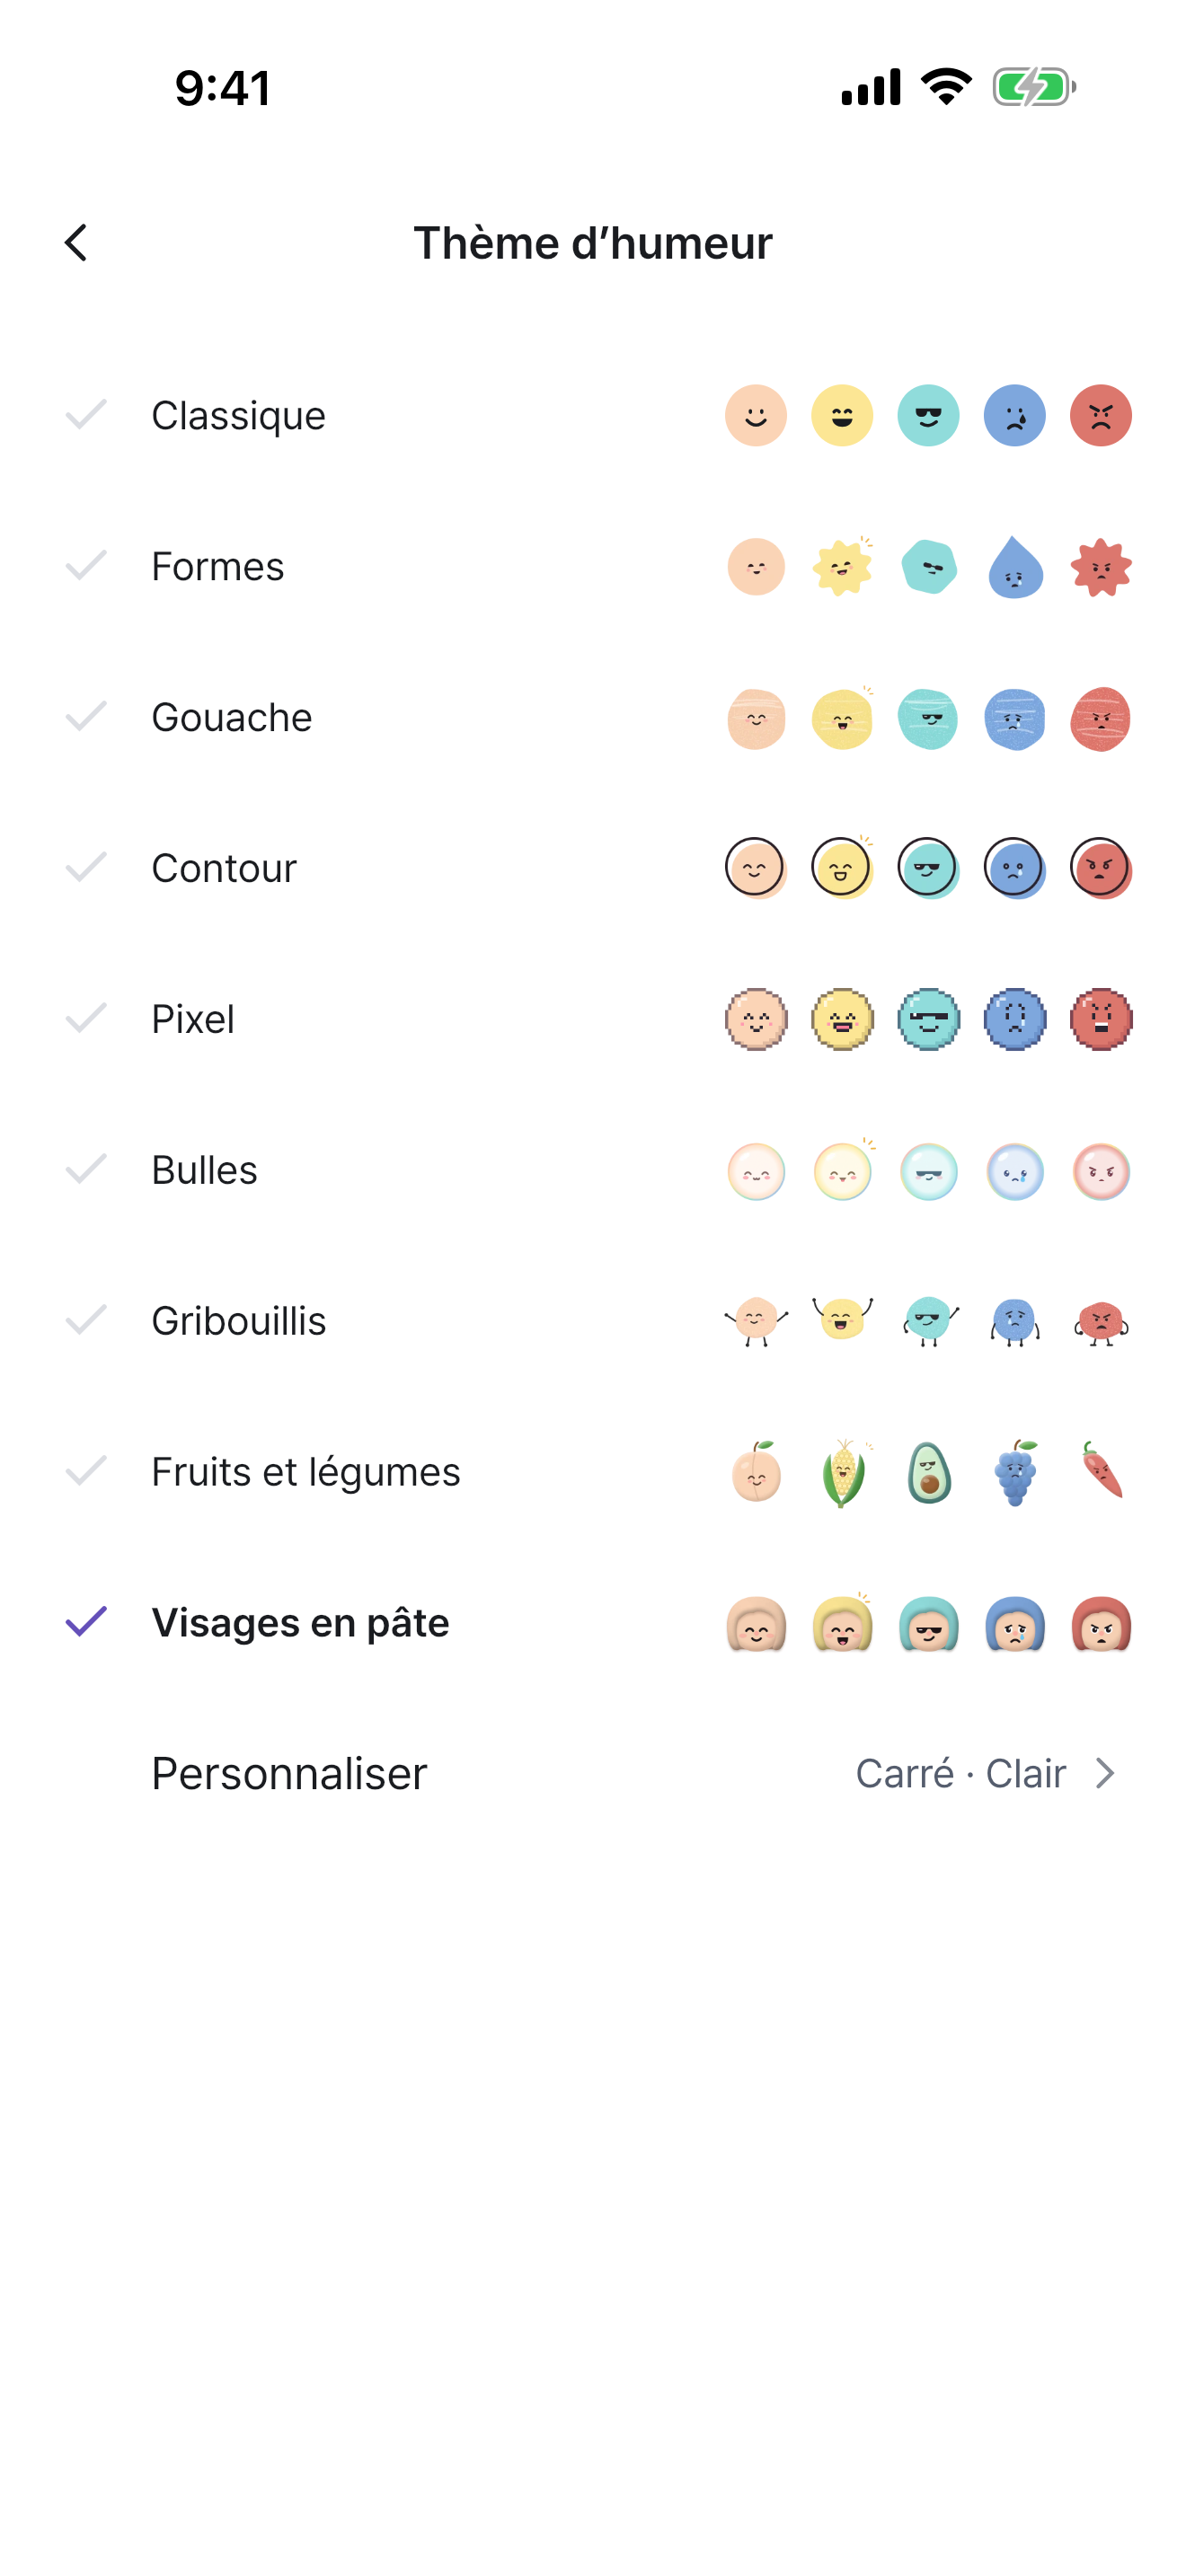 9:41
Thème d’humeur
Classique
Formes
Gouache
Contour
Pixel
Bulles
Gribouillis
Fruits et légumes
Visages en pâte
Personnaliser Carré · Clair